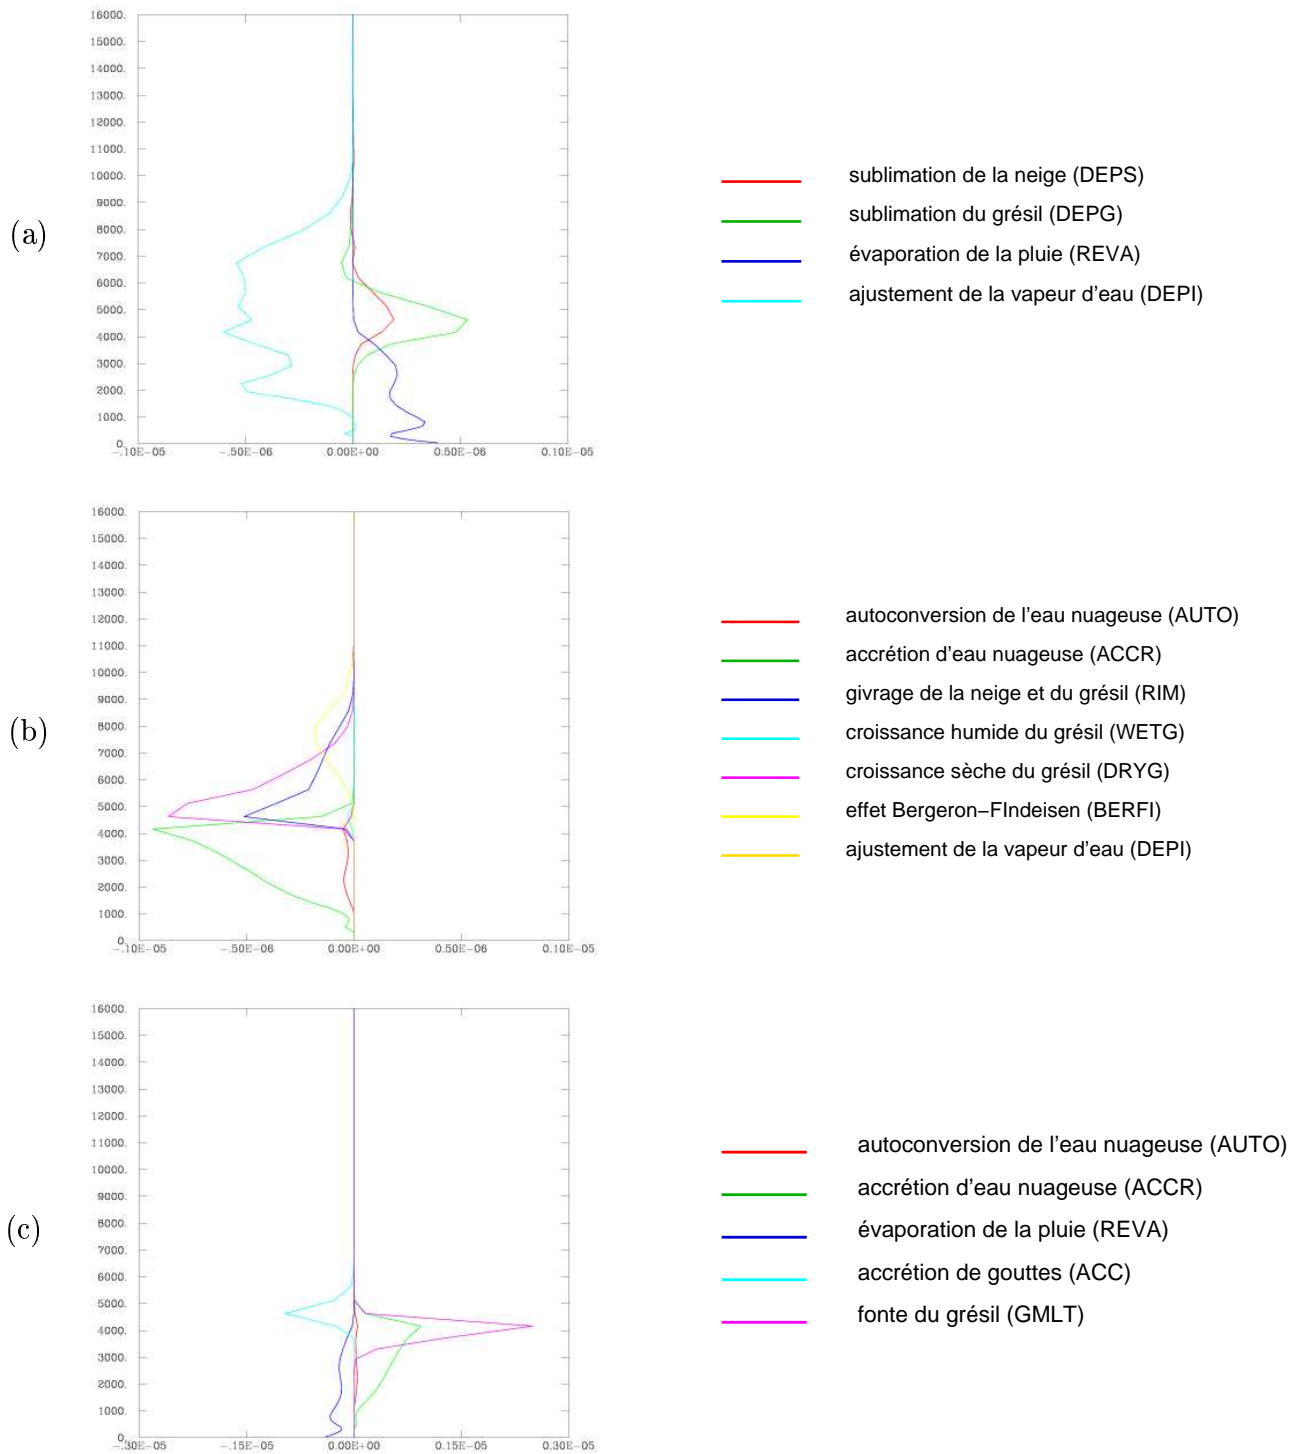 16000.
15000.
14000.
13000.
12000.
11000.
10000.
9000.
8000.
7000.
6000.
5000.
4000.
3000.
2000.
1000.
0.
-.10E-05 -.50E-06 0.00E+00 0.50E-06 0.10E-05
(a)
sublimation de la neige (DEPS)
sublimation du grésil (DEPG)
évaporation de la pluie (REVA)
ajustement de la vapeur d'eau (DEPI)
16000.
15000.
14000.
13000.
12000.
11000.
10000.
9000.
8000.
7000.
6000.
5000.
4000.
3000.
2000.
1000.
0.
-.10E-05 -.50E-06 0.00E+00 0.50E-06 0.10E-05
(b)
autoconversion de l'eau nuageuse (AUTO)
accrétion d'eau nuageuse (ACCR)
givrage de la neige et du grésil (RIM)
croissance humide du grésil (WETG)
croissance sèche du grésil (DRYG)
effet Bergeron−FIndeisen (BERFI)
ajustement de la vapeur d'eau (DEPI)
16000.
15000.
14000.
13000.
12000.
11000.
10000.
9000.
8000.
7000.
6000.
5000.
4000.
3000.
2000.
1000.
0.
-.30E-05 -.15E-05 0.00E+00 0.15E-05 0.30E-05
(c)
autoconversion de l'eau nuageuse (AUTO)
accrétion d'eau nuageuse (ACCR)
évaporation de la pluie (REVA)
accrétion de gouttes (ACC)
fonte du grésil (GMLT)